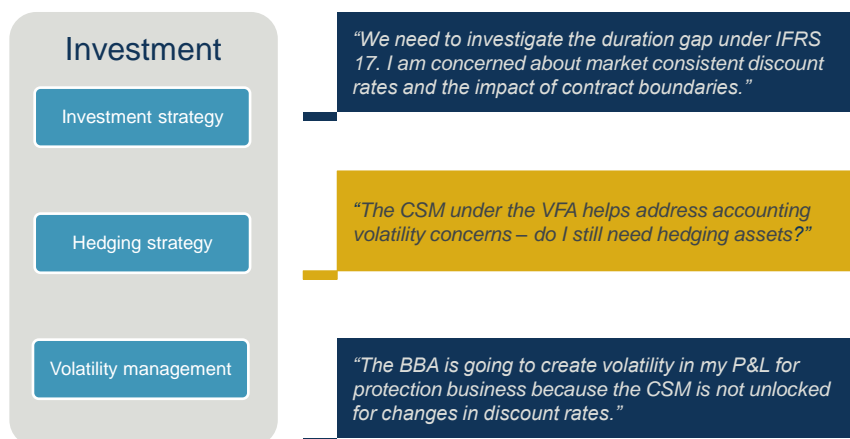 Investment
Investment strategy
“We need to investigate the duration gap under IFRS
17. I am concerned about market consistent discount
rates and the impact of contract boundaries.”
Hedging strategy
“The CSM under the VFA helps address accounting
volatility concerns – do I still need hedging assets?”
Volatility management
“The BBA is going to create volatility in my P&L for
protection business because the CSM is not unlocked
for changes in discount rates.”